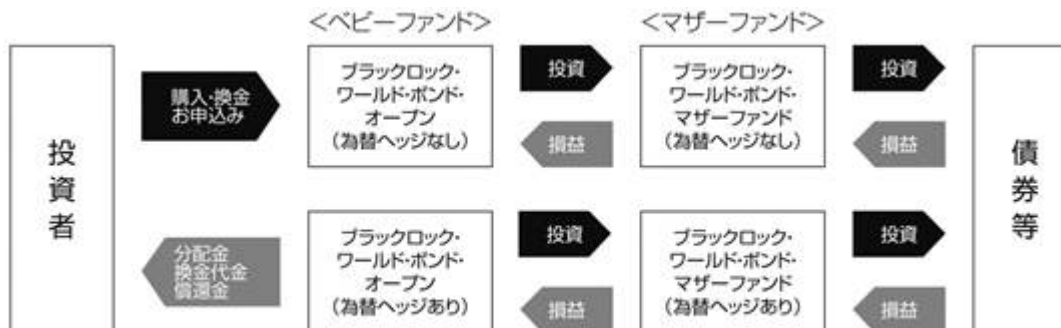 <ベビーファンド>
<マザーファンド>
投資者
購入・換金
お申込み
ブラックロック・
ワールド・ボンド・
オープン
(為替ヘッジなし)
投資
損益
ブラックロック・
ワールド・ボンド・
マザーファンド
(為替ヘッジなし)
投資
損益
債券等
分配金
換金代金
償還金
ブラックロック・
ワールド・ボンド・
オープン
(為替ヘッジあり)
投資
損益
ブラックロック・
ワールド・ボンド・
マザーファンド
(為替ヘッジあり)
投資
損益